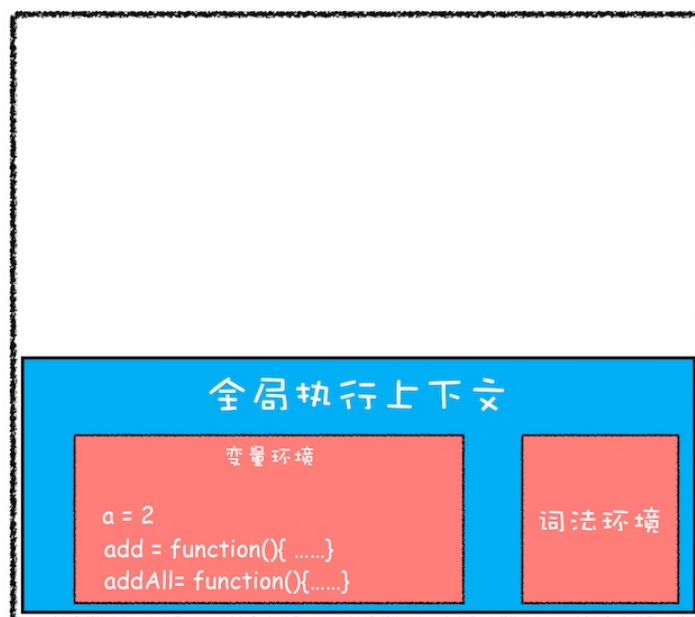 全局执行上下文
变量环境
a = 2
add = function(){ ......}
addAll= function(){......}
词法环境